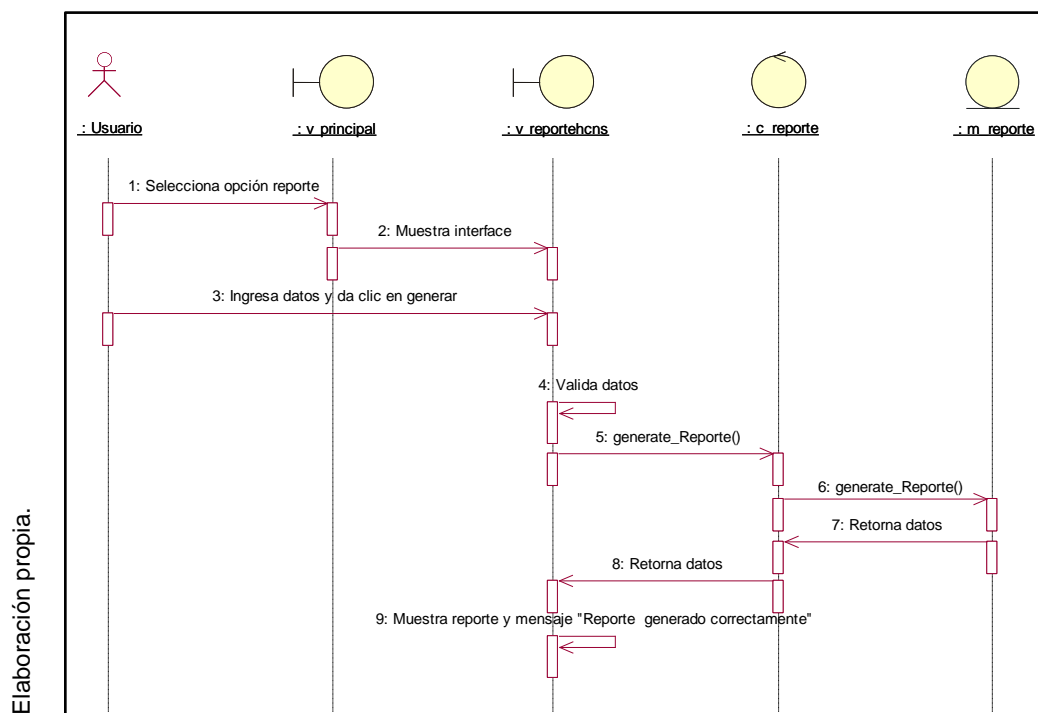 : Usuario
: v_principal
: v_reportehcns
: c_reporte
: m_reporte
1: Selecciona opción reporte
2: Muestra interface
3: Ingresa datos y da clic en generar
4: Valida datos
5: generate_Reporte()
6: generate_Reporte()
7: Retorna datos
8: Retorna datos
9: Muestra reporte y mensaje "Reporte  generado correctamente"
Elaboración propia.